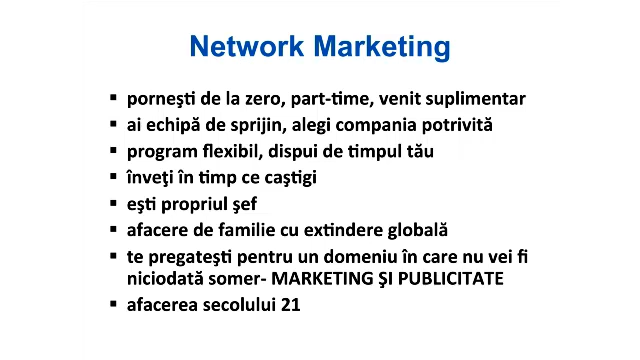 Network Marketing
▪ porneşti de la zero, part-time, venit suplimentar
▪ ai echipă de sprijin, alegi compania potrivită
▪ program flexibil, dispui de timpul tău
▪ înveţi în timp ce caştigi
▪ eşti propriul şef
▪ afacere de familie cu extindere globală
▪ te pregateşti pentru un domeniu în care nu vei fi
niciodată somer- MARKETING ŞI PUBLICITATE
▪ afacerea secolului 21